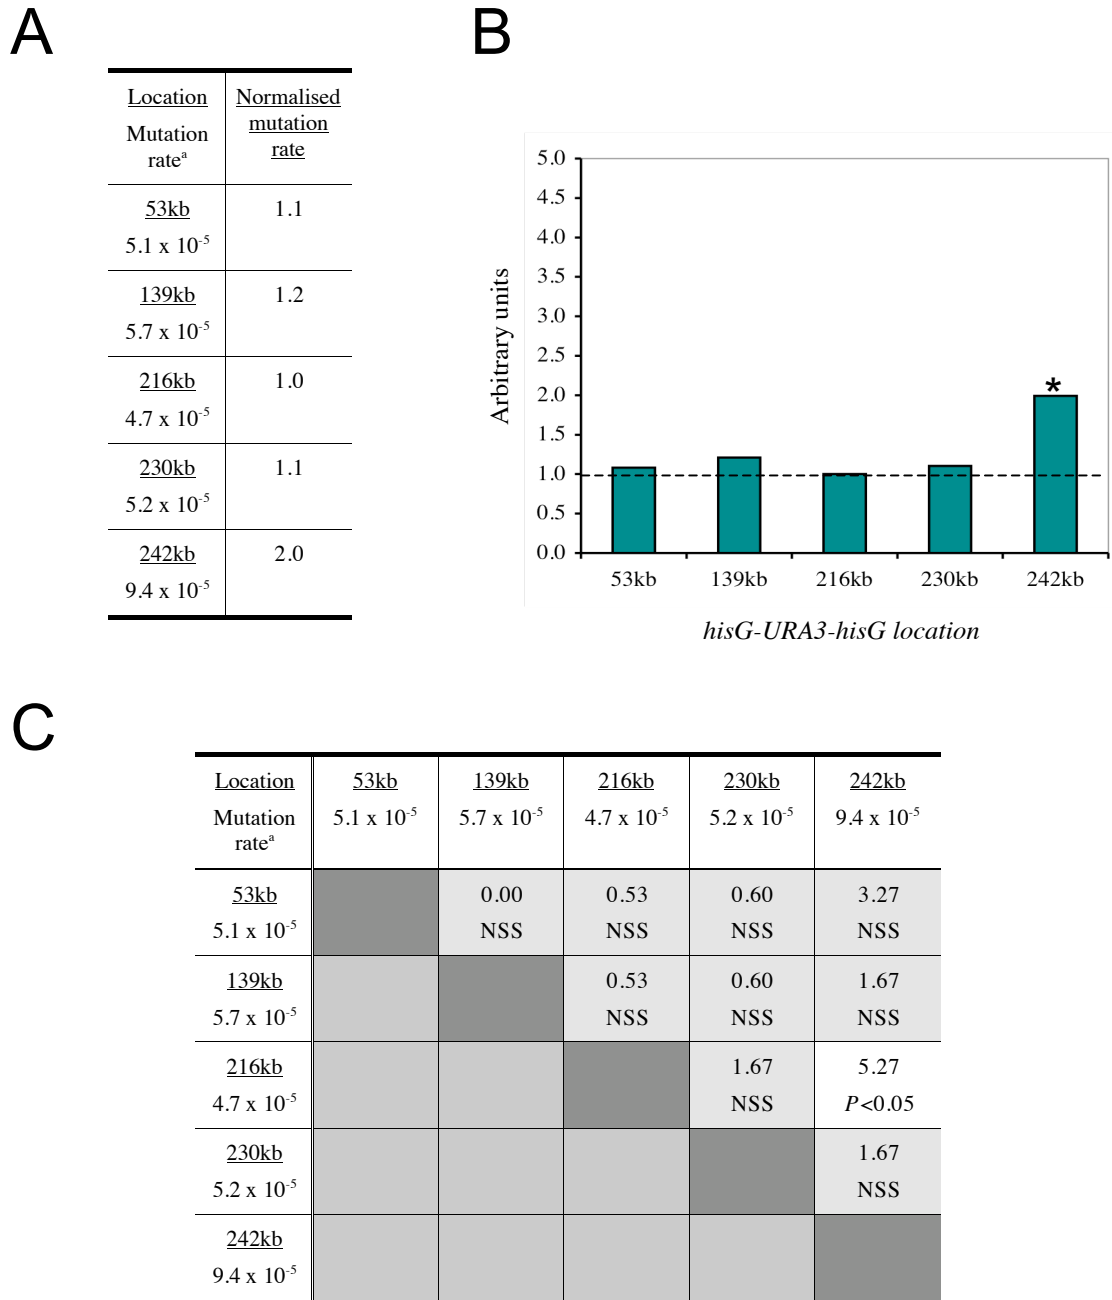 A
Location Normalised
Mutation mutation
rateᵃ rate
53kb 1.1
5.1 x 10⁻⁵
139kb 1.2
5.7 x 10⁻⁵
216kb 1.0
4.7 x 10⁻⁵
230kb 1.1
5.2 x 10⁻⁵
242kb 2.0
9.4 x 10⁻⁵
B
Arbitrary units
5.0
4.5
4.0
3.5
3.0
2.5
2.0
1.5
1.0
0.5
0.0
*
53kb 139kb 216kb 230kb 242kb
hisG-URA3-hisG location
C
Location 53kb 139kb 216kb 230kb 242kb
Mutation 5.1 x 10⁻⁵ 5.7 x 10⁻⁵ 4.7 x 10⁻⁵ 5.2 x 10⁻⁵ 9.4 x 10⁻⁵
rateᵃ
53kb 0.00 0.53 0.60 3.27
5.1 x 10⁻⁵ NSS NSS NSS NSS
139kb 0.53 0.60 1.67
5.7 x 10⁻⁵ NSS NSS NSS
216kb 1.67 5.27
4.7 x 10⁻⁵ NSS P<0.05
230kb 1.67
5.2 x 10⁻⁵ NSS
242kb
9.4 x 10⁻⁵